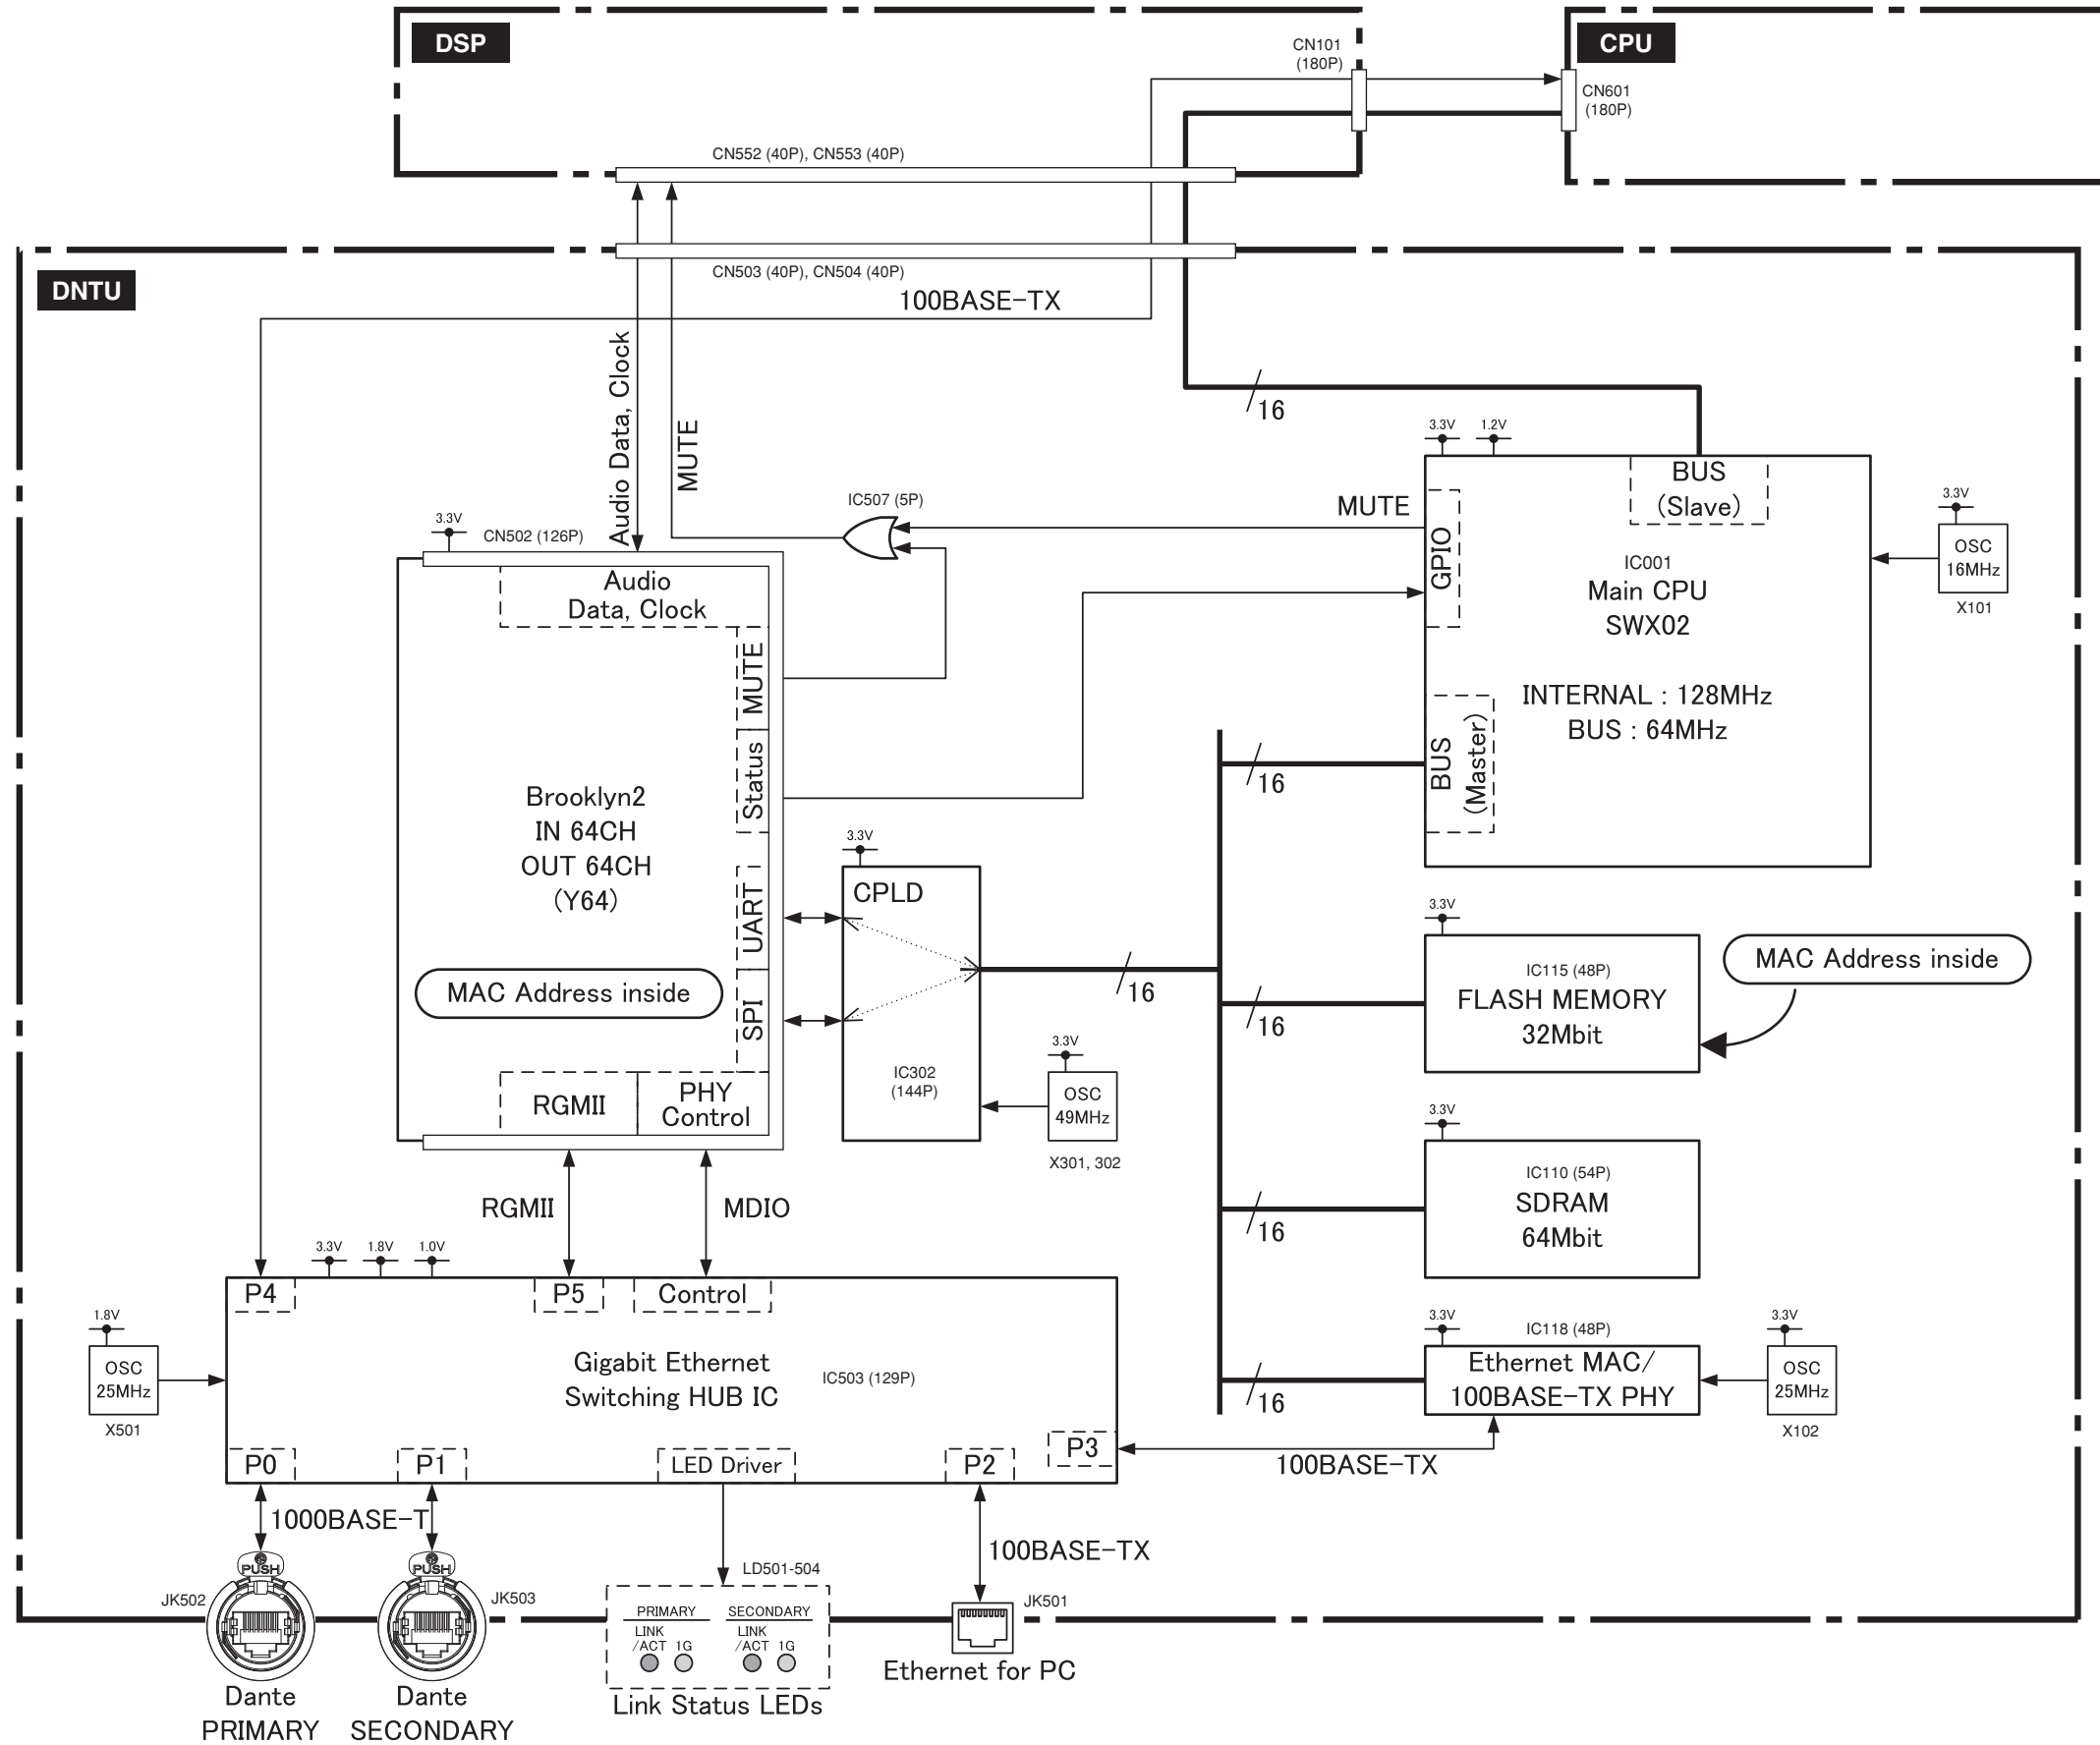 DSP
CPU
CN101
(180P)
CN601
(180P)
CN552 (40P), CN553 (40P)
CN503 (40P), CN504 (40P)
DNTU
100BASE-TX
Audio Data, Clock
MUTE
16
3.3V
1.2V
BUS
(Slave)
MUTE
GPIO
IC507 (5P)
3.3V
OSC
16MHz
X101
IC001
Main CPU
SWX02
INTERNAL : 128MHz
BUS : 64MHz
BUS
(Master)
16
3.3V
CN502 (126P)
Audio
Data, Clock
MUTE
Status
UART
SPI
Brooklyn2
IN 64CH
OUT 64CH
(Y64)
MAC Address inside
RGMII
PHY
Control
3.3V
CPLD
IC302
(144P)
16
3.3V
OSC
49MHz
X301, 302
3.3V
IC115 (48P)
FLASH MEMORY
32Mbit
MAC Address inside
16
3.3V
IC110 (54P)
SDRAM
64Mbit
16
RGMII
MDIO
3.3V
1.8V
1.0V
P4
P5
Control
1.8V
OSC
25MHz
X501
Gigabit Ethernet
Switching HUB IC
IC503 (129P)
3.3V
IC118 (48P)
Ethernet MAC/
100BASE-TX PHY
16
3.3V
OSC
25MHz
X102
P0
P1
LED Driver
P2
P3
100BASE-TX
1000BASE-T
100BASE-TX
PUSH
PUSH
JK502
JK503
LD501-504
PRIMARY
SECONDARY
LINK
/ACT 1G
LINK
/ACT 1G
JK501
Ethernet for PC
Link Status LEDs
Dante
PRIMARY
Dante
SECONDARY